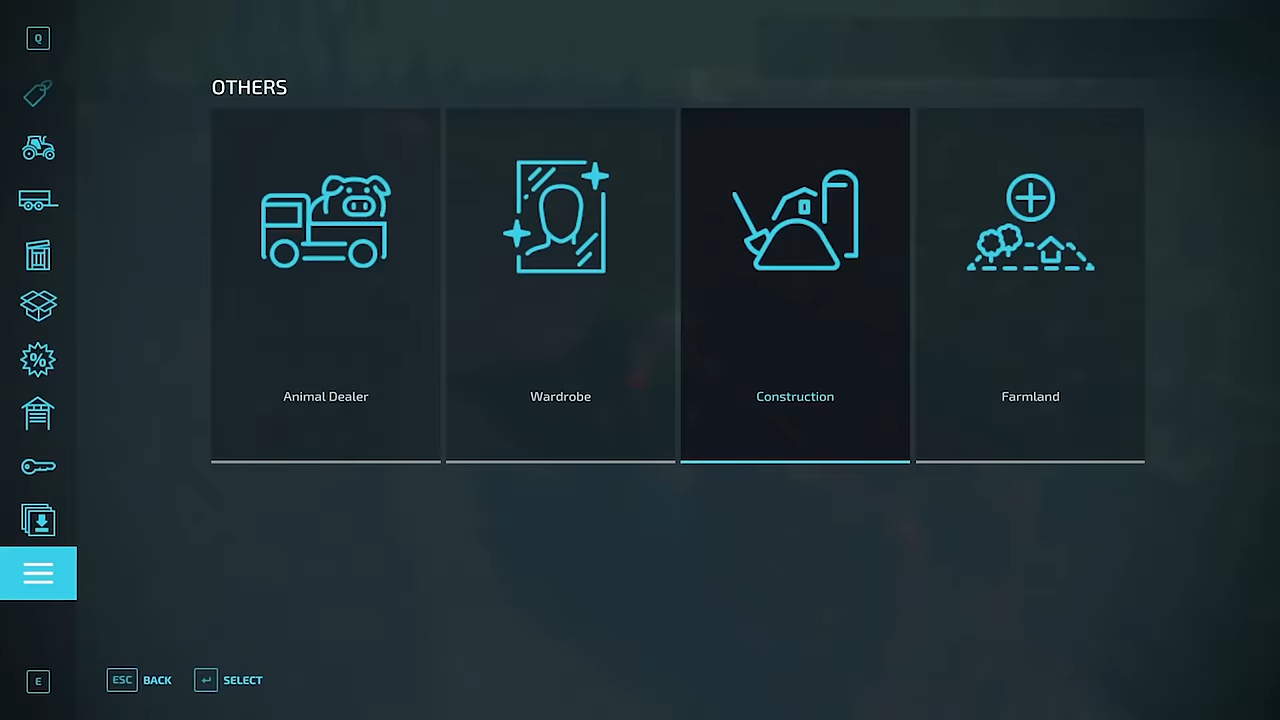 Q
OTHERS
%
Animal Dealer
Wardrobe
Construction
Farmland
E
ESC BACK
↵ SELECT